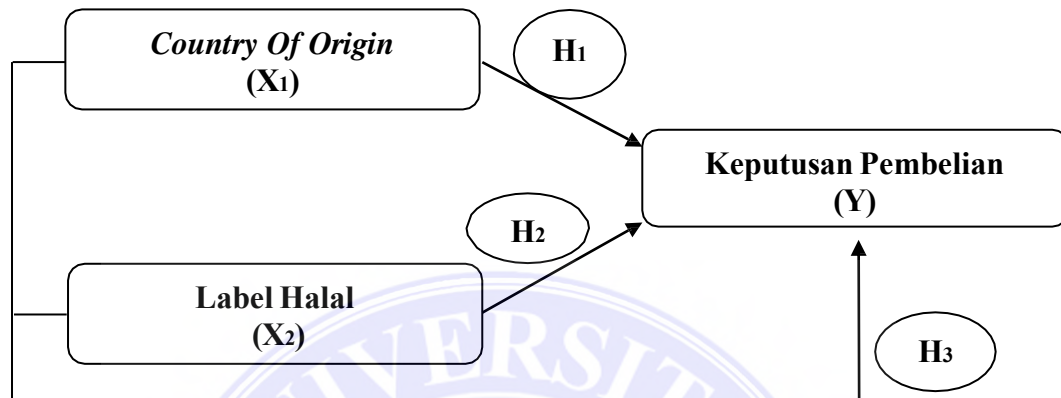 Country Of Origin
(X1)
H1
Keputusan Pembelian
(Y)
H2
Label Halal
(X2)
H3